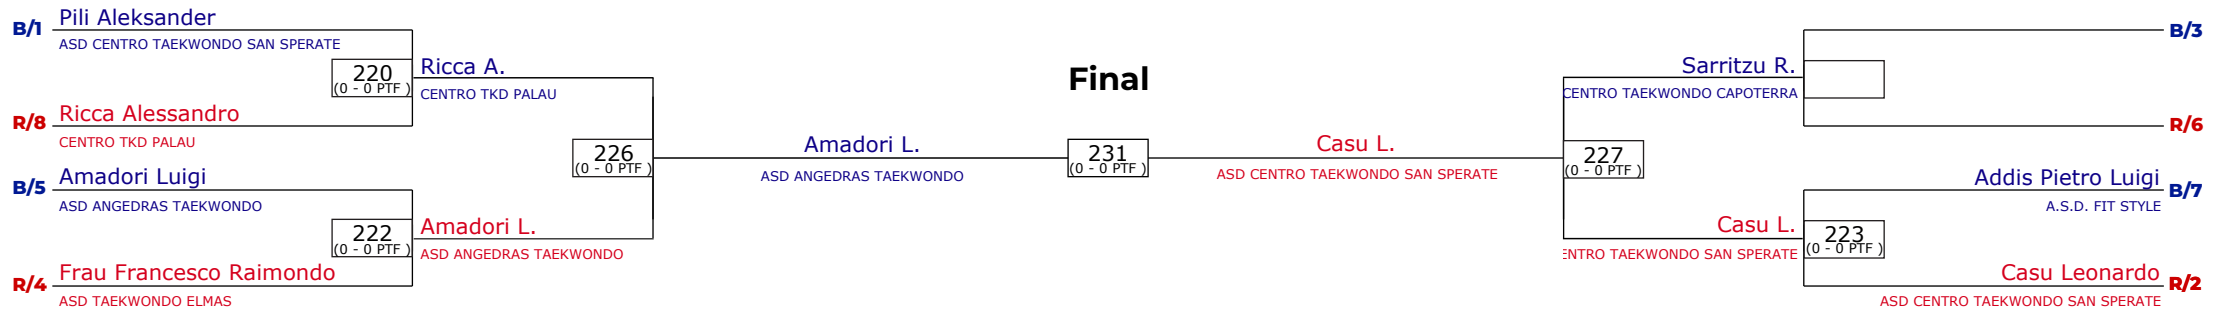 B/1 Pili Aleksander
ASD CENTRO TAEKWONDO SAN SPERATE
220
(0 - 0 PTF )
R/8 Ricca Alessandro
CENTRO TKD PALAU
B/5 Amadori Luigi
ASD ANGEDRAS TAEKWONDO
222
(0 - 0 PTF )
R/4 Frau Francesco Raimondo
ASD TAEKWONDO ELMAS
Ricca A.
CENTRO TKD PALAU
226
(0 - 0 PTF )
Amadori L.
ASD ANGEDRAS TAEKWONDO
Amadori L.
ASD ANGEDRAS TAEKWONDO
Final
231
(0 - 0 PTF )
Casu L.
ASD CENTRO TAEKWONDO SAN SPERATE
Sarritzu R.
CENTRO TAEKWONDO CAPOTERRA
227
(0 - 0 PTF )
Casu L.
ENTRO TAEKWONDO SAN SPERATE
B/3
R/6
Addis Pietro Luigi B/7
A.S.D. FIT STYLE
223
(0 - 0 PTF )
Casu Leonardo R/2
ASD CENTRO TAEKWONDO SAN SPERATE